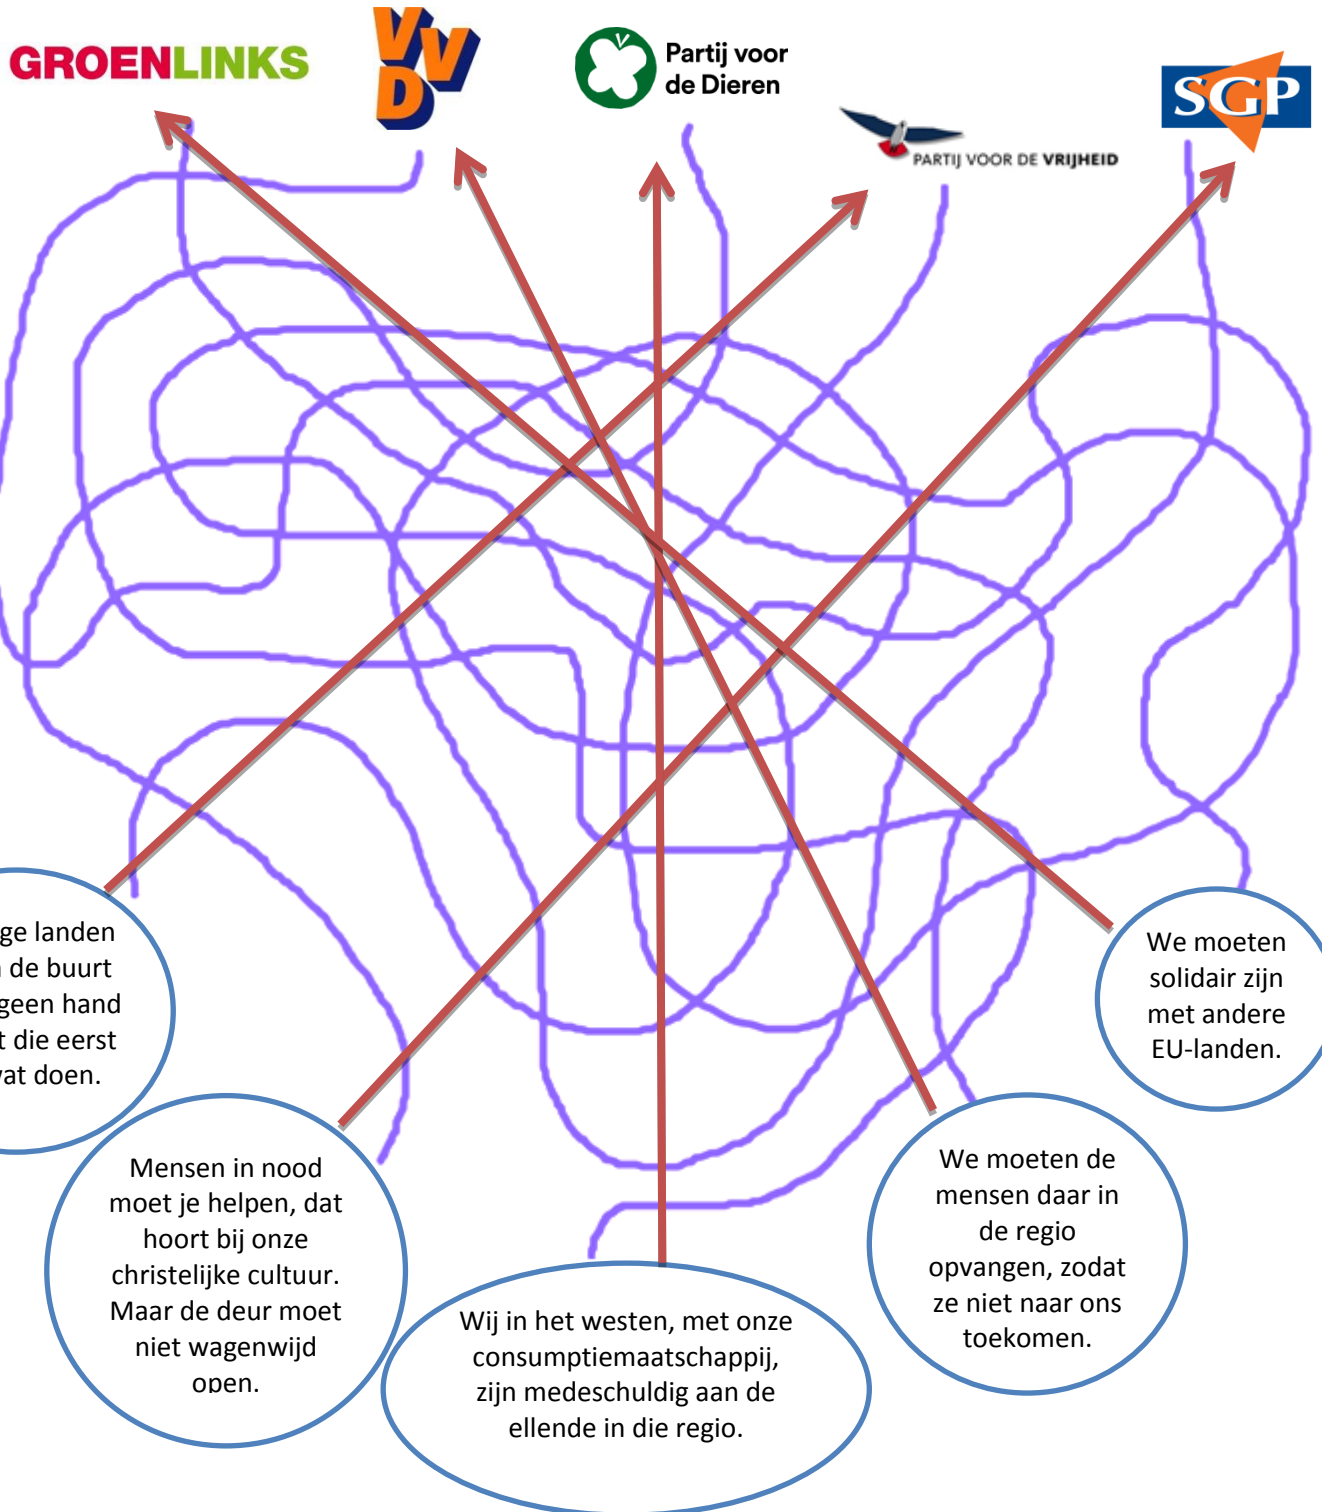 GROENLINKS
VVD
Partij voor
de Dieren
PARTIJ VOOR DE VRIJHEID
SGP
landen
de buurt
geen hand
die eerst
doen.
Mensen in nood
moet je helpen, dat
hoort bij onze
christelijke cultuur.
Maar de deur moet
niet wagenwijd
open.
Wij in het westen, met onze
consumptiemaatschappij,
zijn medeschuldig aan de
ellende in die regio.
We moeten de
mensen daar in
de regio
opvangen, zodat
ze niet naar ons
toekomen.
We moeten
solidair zijn
met andere
EU-landen.